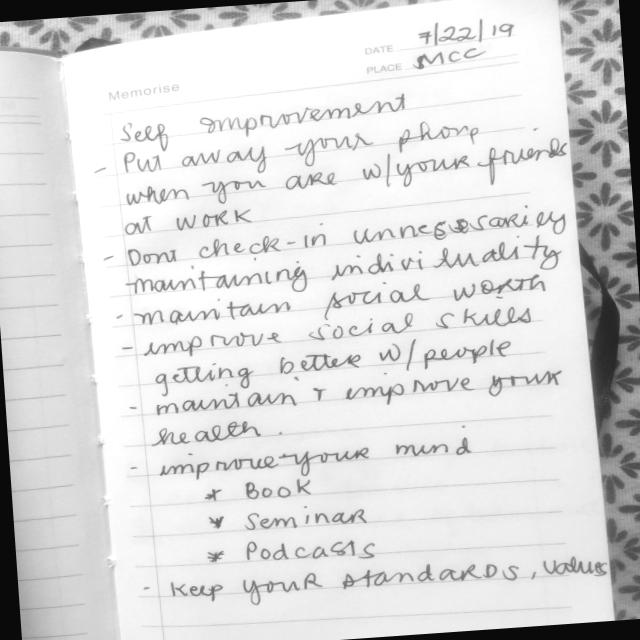 Memorise
DATE 7/22/19
PLACE MCC
Self Improvement
- Put away your phone
when you are w/your friends
at work
- Dont check-in unnecssariliy
maintaining individuality
- maintain social worth
- improve social skills
getting better w/ people
- maintain & improve your
health.
- improve your mind
* Book
* Seminar
* Podcasts
- Keep your standards, values